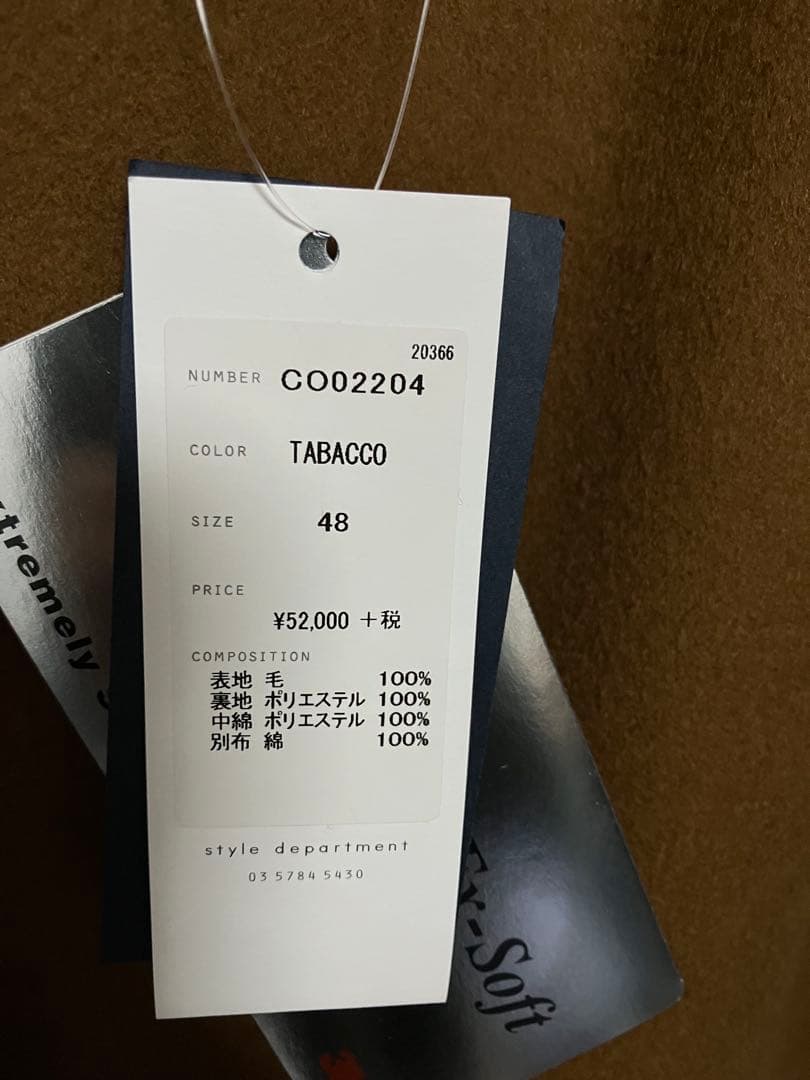 20366
NUMBER CO02204
COLOR TABACCO
SIZE 48
PRICE
¥52,000 +税
COMPOSITION
表地 毛 100%
裏地 ポリエステル 100%
中綿 ポリエステル 100%
別布 綿 100%
style department
03 5784 5430
Ex-Soft